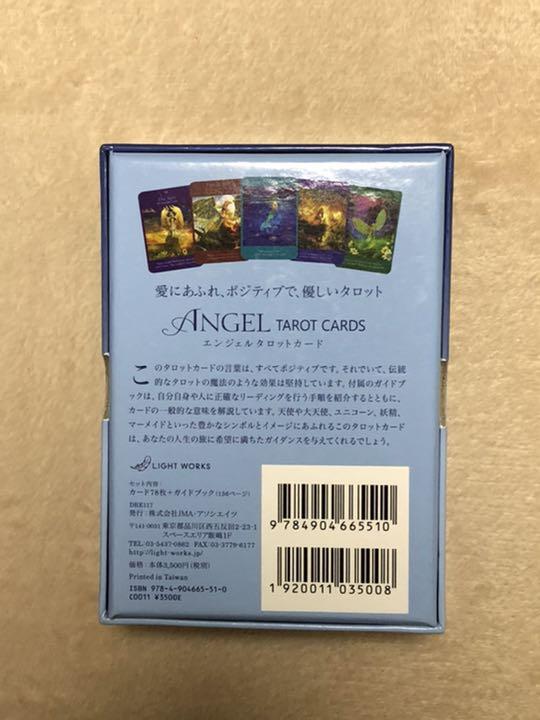 愛にあふれ、ポジティブで、優しいタロット
ANGEL TAROT CARDS
エンジェルタロットカード
このタロットカードの言葉は、すべてポジティブです。それでいて、伝統
的なタロットの魔法のような効果は堅持しています。付属のガイドブ
ックは、自分自身や人に正確なリーディングを行う手順を紹介するとともに、
カードの一般的な意味を解説しています。天使や大天使、ユニコーン、妖精、
マーメイドといった豊かなシンボルとイメージにあふれるこのタロットカード
は、あなたの人生の旅に希望に満ちたガイダンスを与えてくれるでしょう。
LIGHT WORKS
セット内容:
カード78枚+ガイドブック(136ページ)
DRE117
発行:株式会社JMA・アソシエイツ
〒141-0031 東京都品川区西五反田2-23-1
スペースエリア飯嶋1F
TEL:03-5437-0862 FAX:03-3779-6177
http://light-works.jp/
価格:本体3,500円(税別)
Printed in Taiwan
ISBN 978-4-904665-51-0
C0011 ¥3500E
9 784904 665510
1 920011 035008